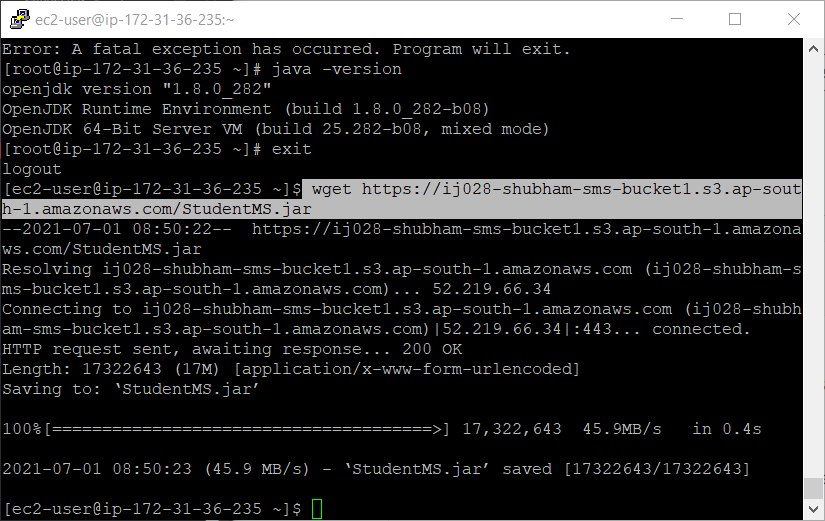 ec2-user@ip-172-31-36-235:~
Error: A fatal exception has occurred. Program will exit.
[root@ip-172-31-36-235 ~]# java -version
openjdk version "1.8.0_282"
OpenJDK Runtime Environment (build 1.8.0_282-b08)
OpenJDK 64-Bit Server VM (build 25.282-b08, mixed mode)
[root@ip-172-31-36-235 ~]# exit
logout
[ec2-user@ip-172-31-36-235 ~]$ wget https://ij028-shubham-sms-bucket1.s3.ap-sout
h-1.amazonaws.com/StudentMS.jar
--2021-07-01 08:50:22--  https://ij028-shubham-sms-bucket1.s3.ap-south-1.amazona
ws.com/StudentMS.jar
Resolving ij028-shubham-sms-bucket1.s3.ap-south-1.amazonaws.com (ij028-shubham-s
ms-bucket1.s3.ap-south-1.amazonaws.com)... 52.219.66.34
Connecting to ij028-shubham-sms-bucket1.s3.ap-south-1.amazonaws.com (ij028-shubh
am-sms-bucket1.s3.ap-south-1.amazonaws.com)|52.219.66.34|:443... connected.
HTTP request sent, awaiting response... 200 OK
Length: 17322643 (17M) [application/x-www-form-urlencoded]
Saving to: ‘StudentMS.jar’
100%[======================================>] 17,322,643  45.9MB/s   in 0.4s
2021-07-01 08:50:23 (45.9 MB/s) - ‘StudentMS.jar’ saved [17322643/17322643]
[ec2-user@ip-172-31-36-235 ~]$